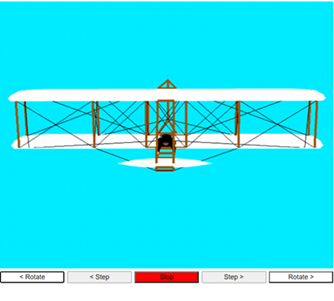 < Rotate
< Step
Stop
Step >
Rotate >